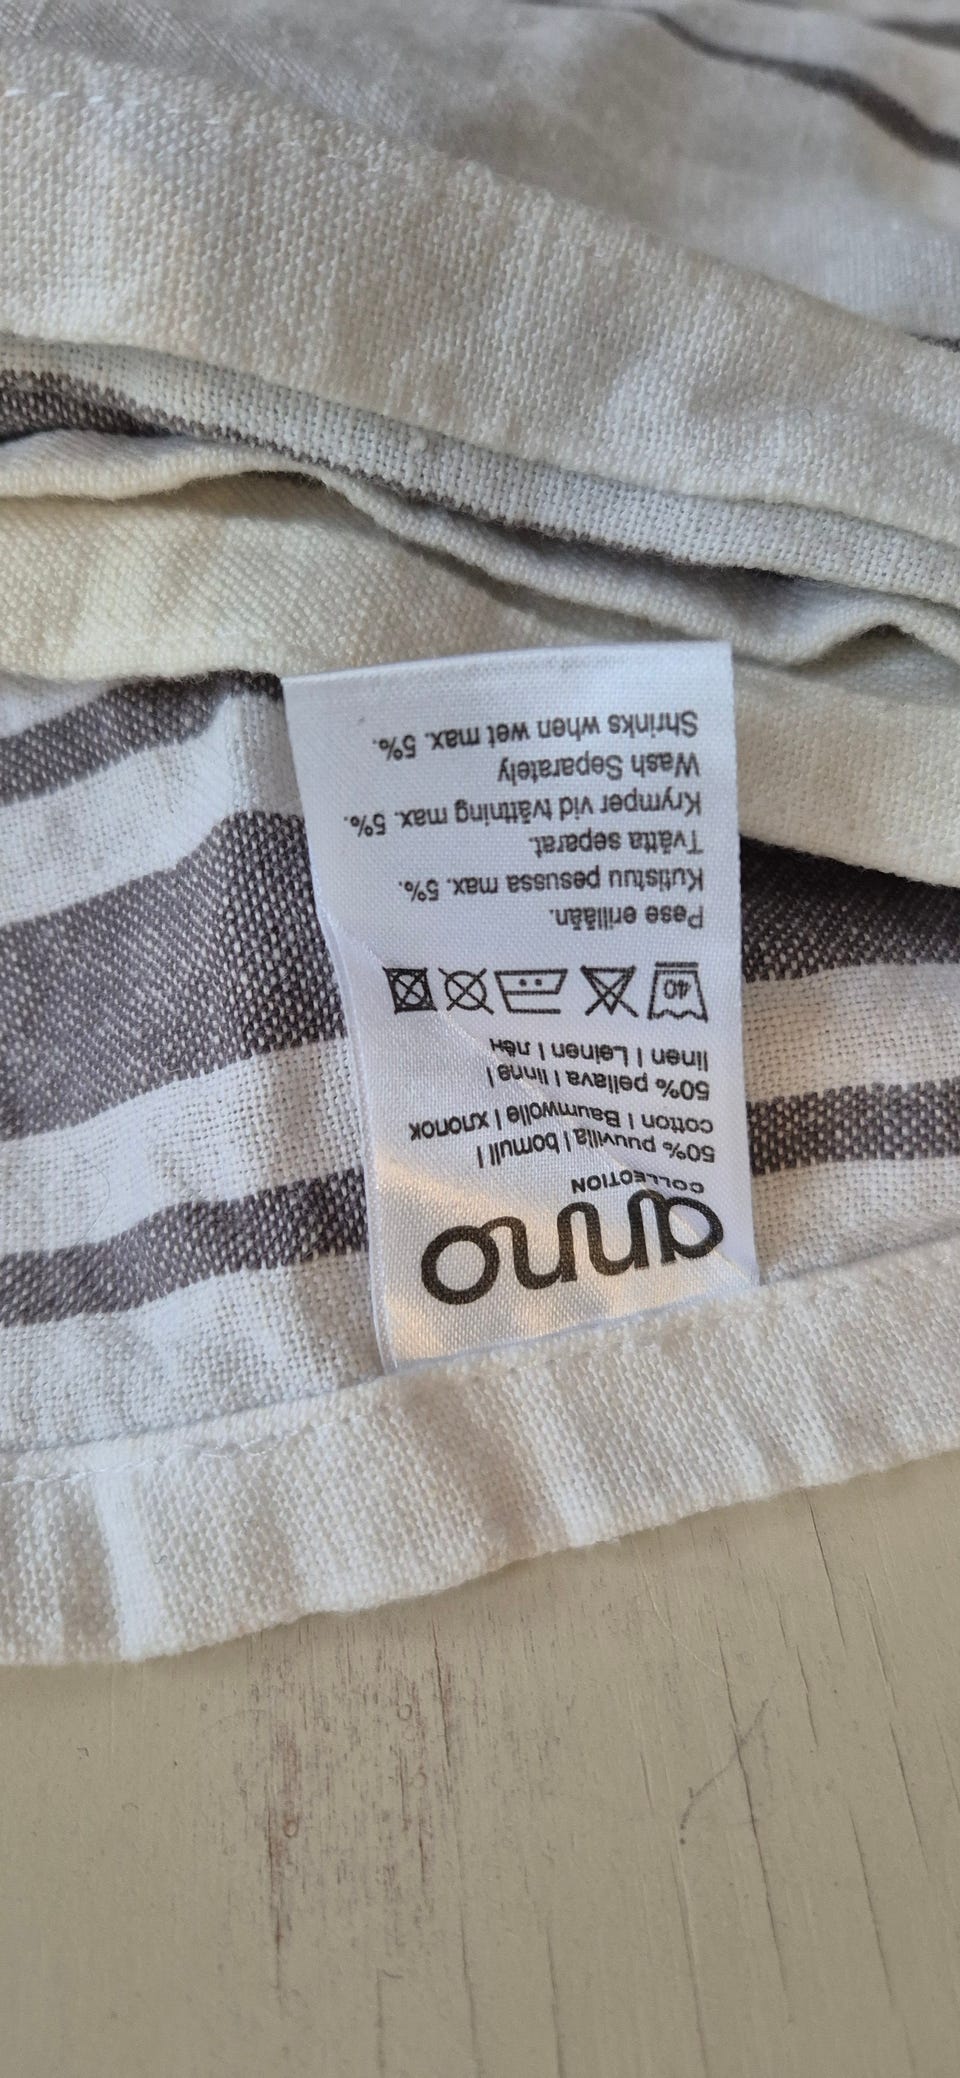 anno
COLLECTION
50% puuvilla | bomull |
cotton | Baumwolle | хлопок
50% pellava | linne |
linen | Leinen | лён
40
Pese erillään.
Kutistuu pesussa max. 5%.
Tvätta separat.
Krymper vid tvättning max. 5%.
Wash Separately
Shrinks when wet max. 5%.